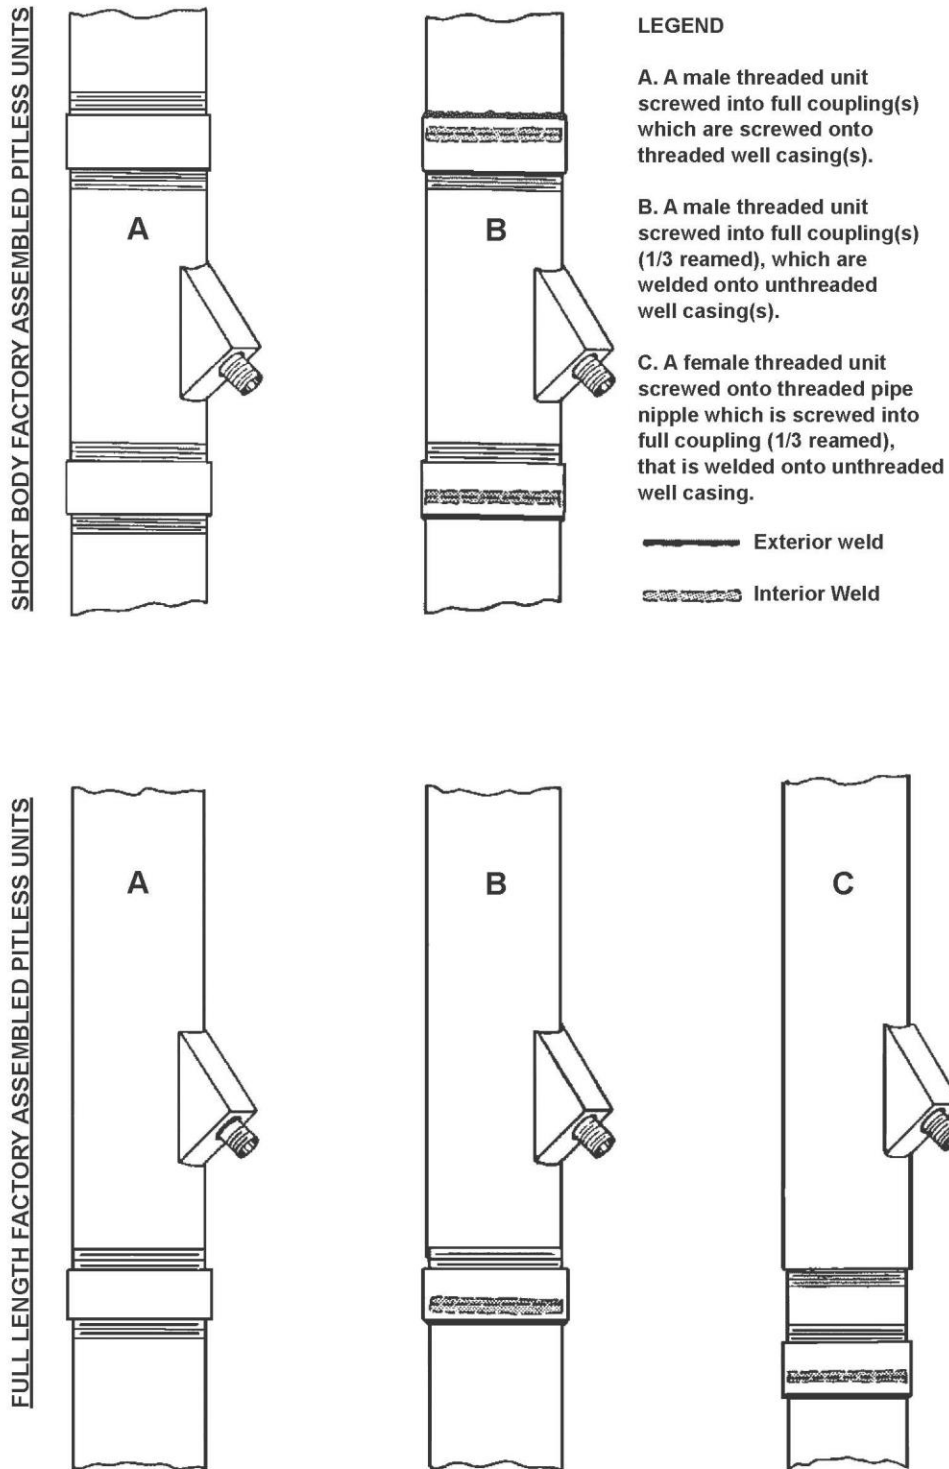 SHORT BODY FACTORY ASSEMBLED PITLESS UNITS
A
B
LEGEND
A. A male threaded unit
screwed into full coupling(s)
which are screwed onto
threaded well casing(s).
B. A male threaded unit
screwed into full coupling(s)
(1/3 reamed), which are
welded onto unthreaded
well casing(s).
C. A female threaded unit
screwed onto threaded pipe
nipple which is screwed into
full coupling (1/3 reamed),
that is welded onto unthreaded
well casing.
Exterior weld
Interior Weld
FULL LENGTH FACTORY ASSEMBLED PITLESS UNITS
A
B
C